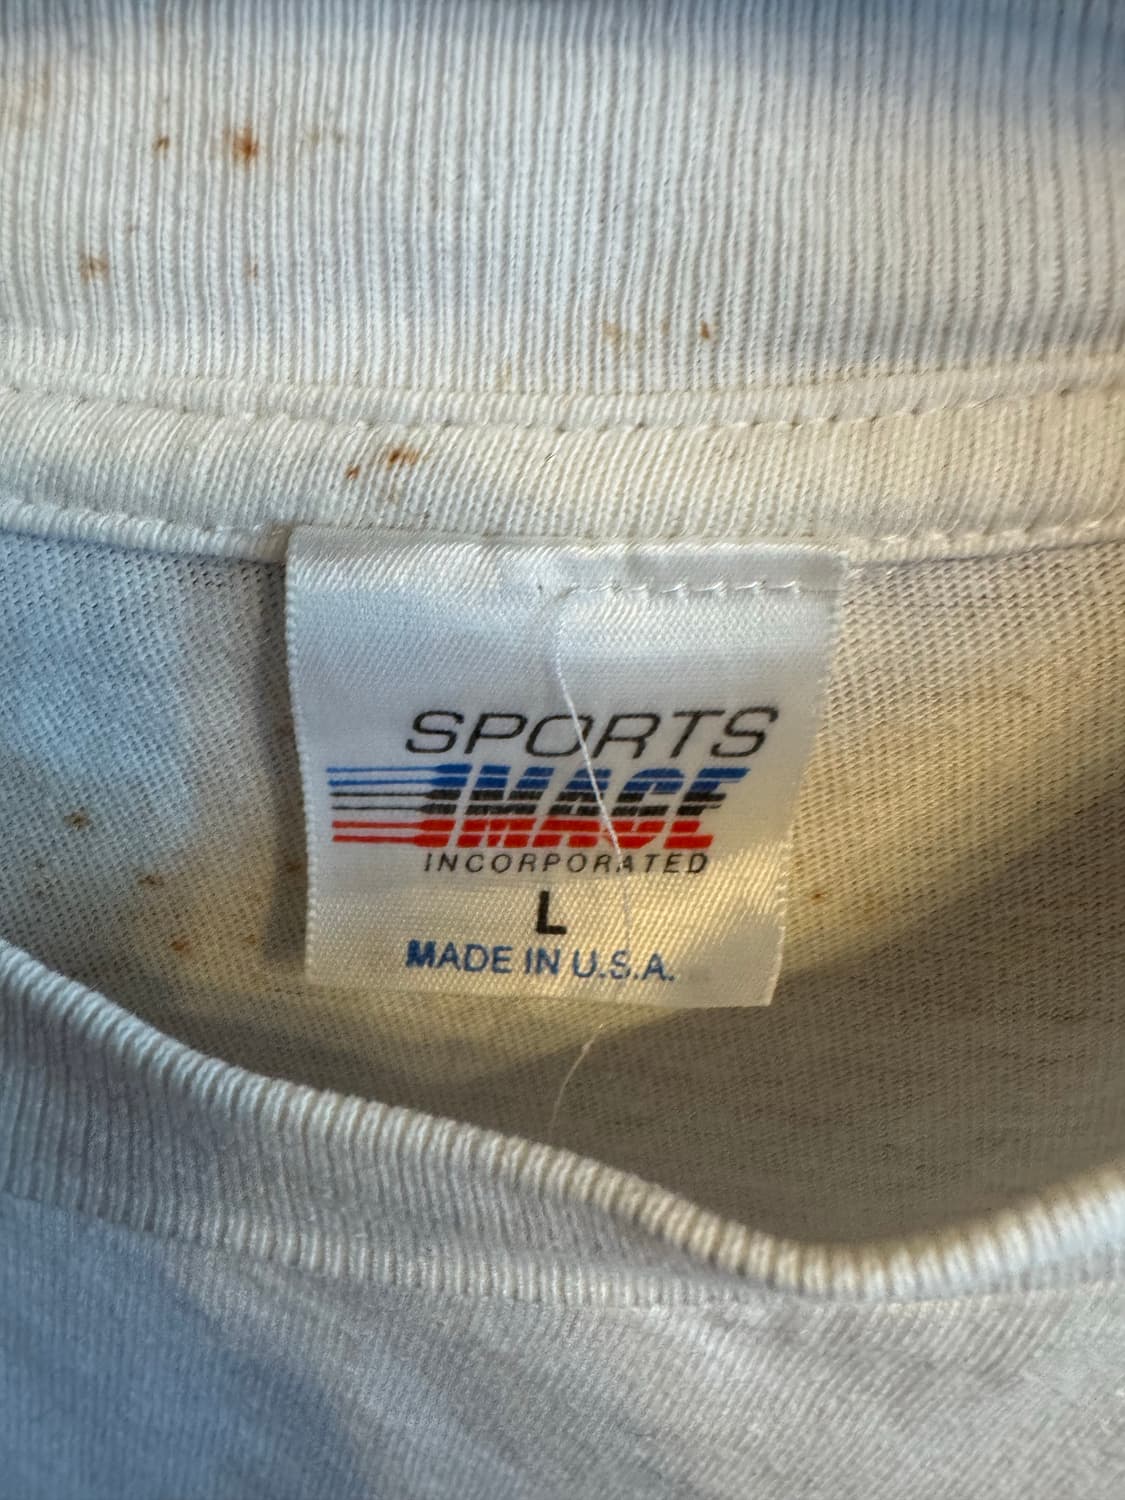 SPORTS
IMAGE
INCORPORATED
L
MADE IN U.S.A.